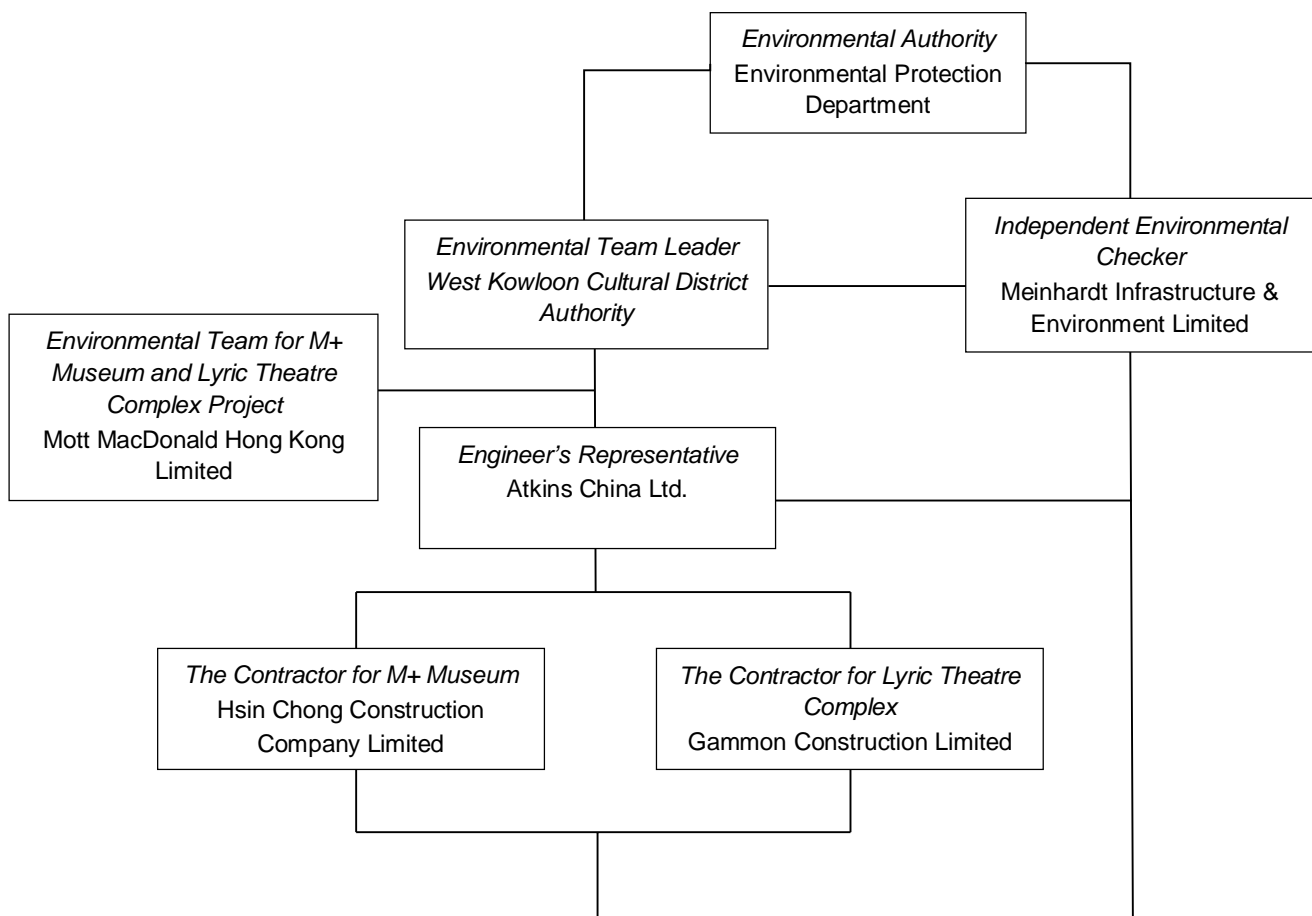 Environmental Authority
Environmental Protection
Department
Environmental Team Leader
West Kowloon Cultural District
Authority
Independent Environmental
Checker
Meinhardt Infrastructure &
Environment Limited
Environmental Team for M+
Museum and Lyric Theatre
Complex Project
Mott MacDonald Hong Kong
Limited
Engineer’s Representative
Atkins China Ltd.
The Contractor for M+ Museum
Hsin Chong Construction
Company Limited
The Contractor for Lyric Theatre
Complex
Gammon Construction Limited